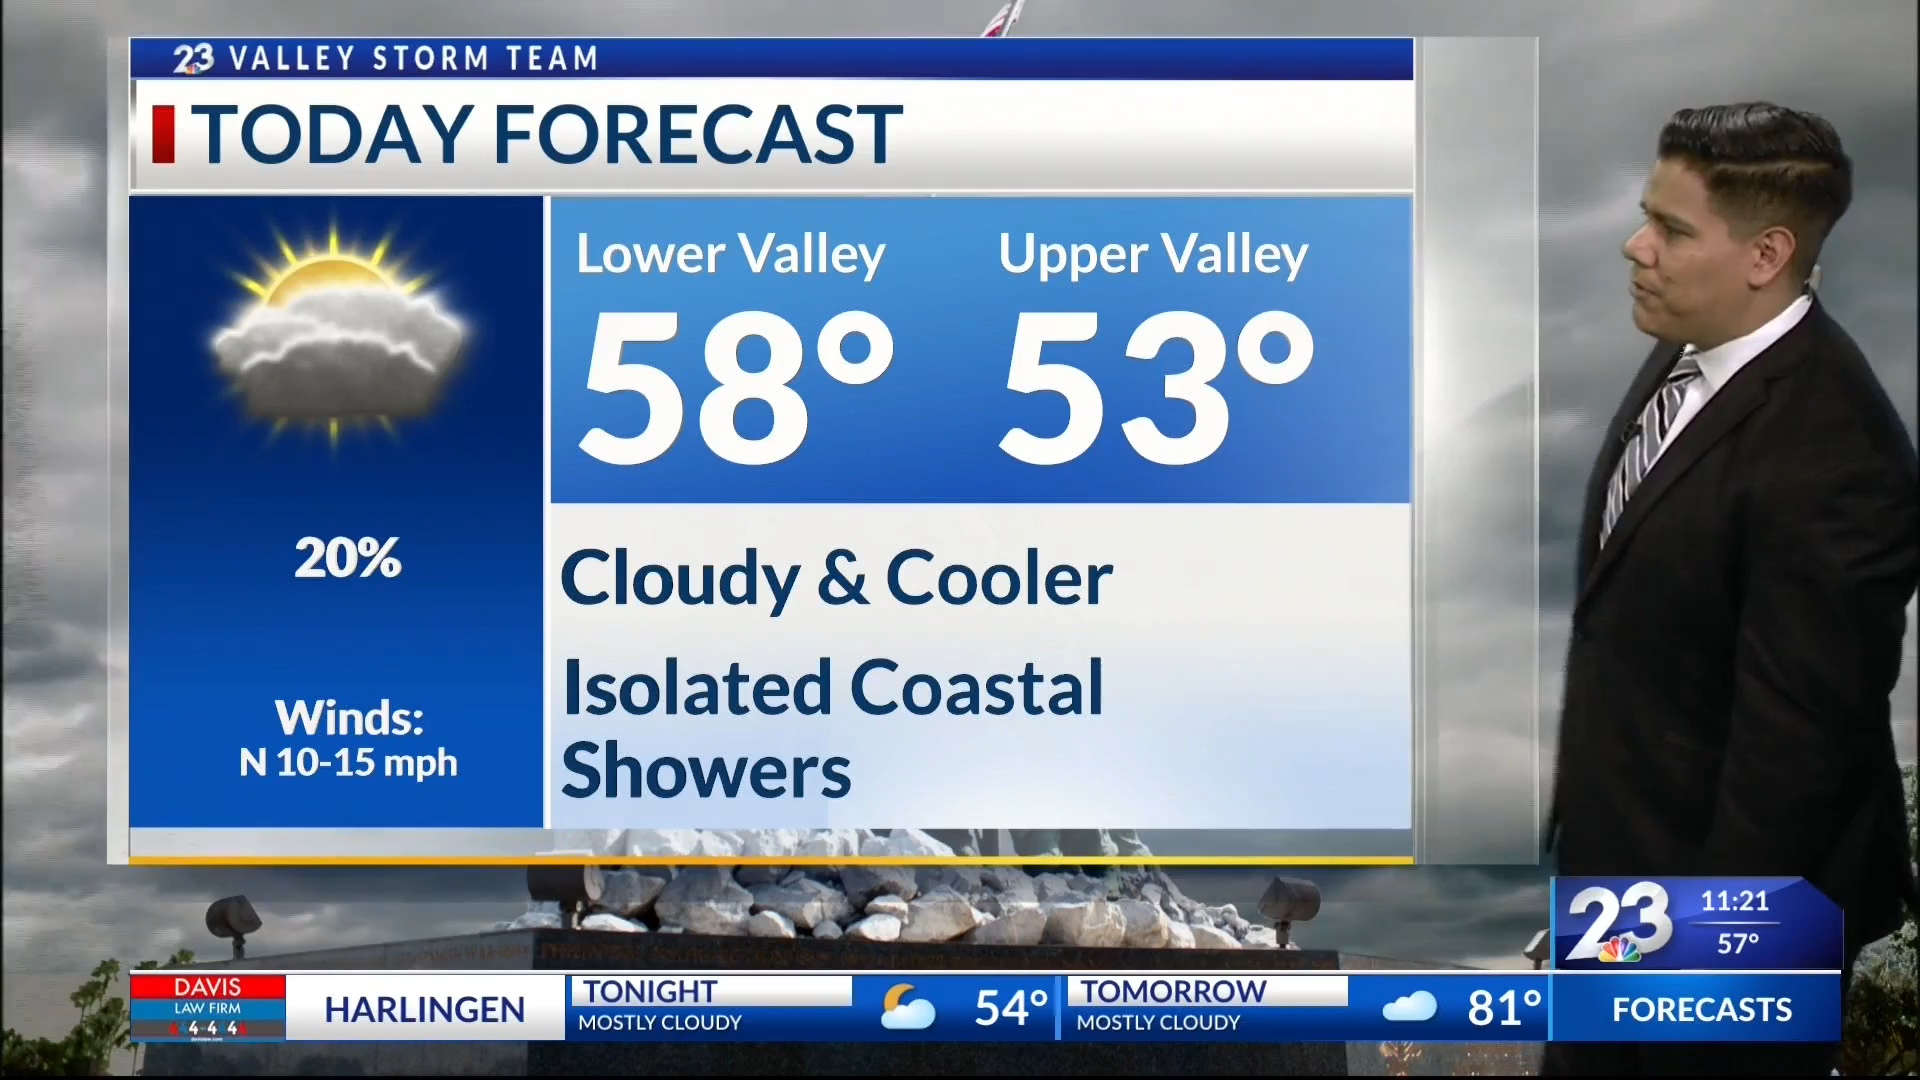 23 VALLEY STORM TEAM
TODAY FORECAST
Lower Valley
Upper Valley
58°
53°
20%
Winds:
N 10-15 mph
Cloudy & Cooler
Isolated Coastal
Showers
23
11:21
57°
DAVIS
LAW FIRM
HARLINGEN
TONIGHT
MOSTLY CLOUDY
54°
TOMORROW
MOSTLY CLOUDY
81°
FORECASTS